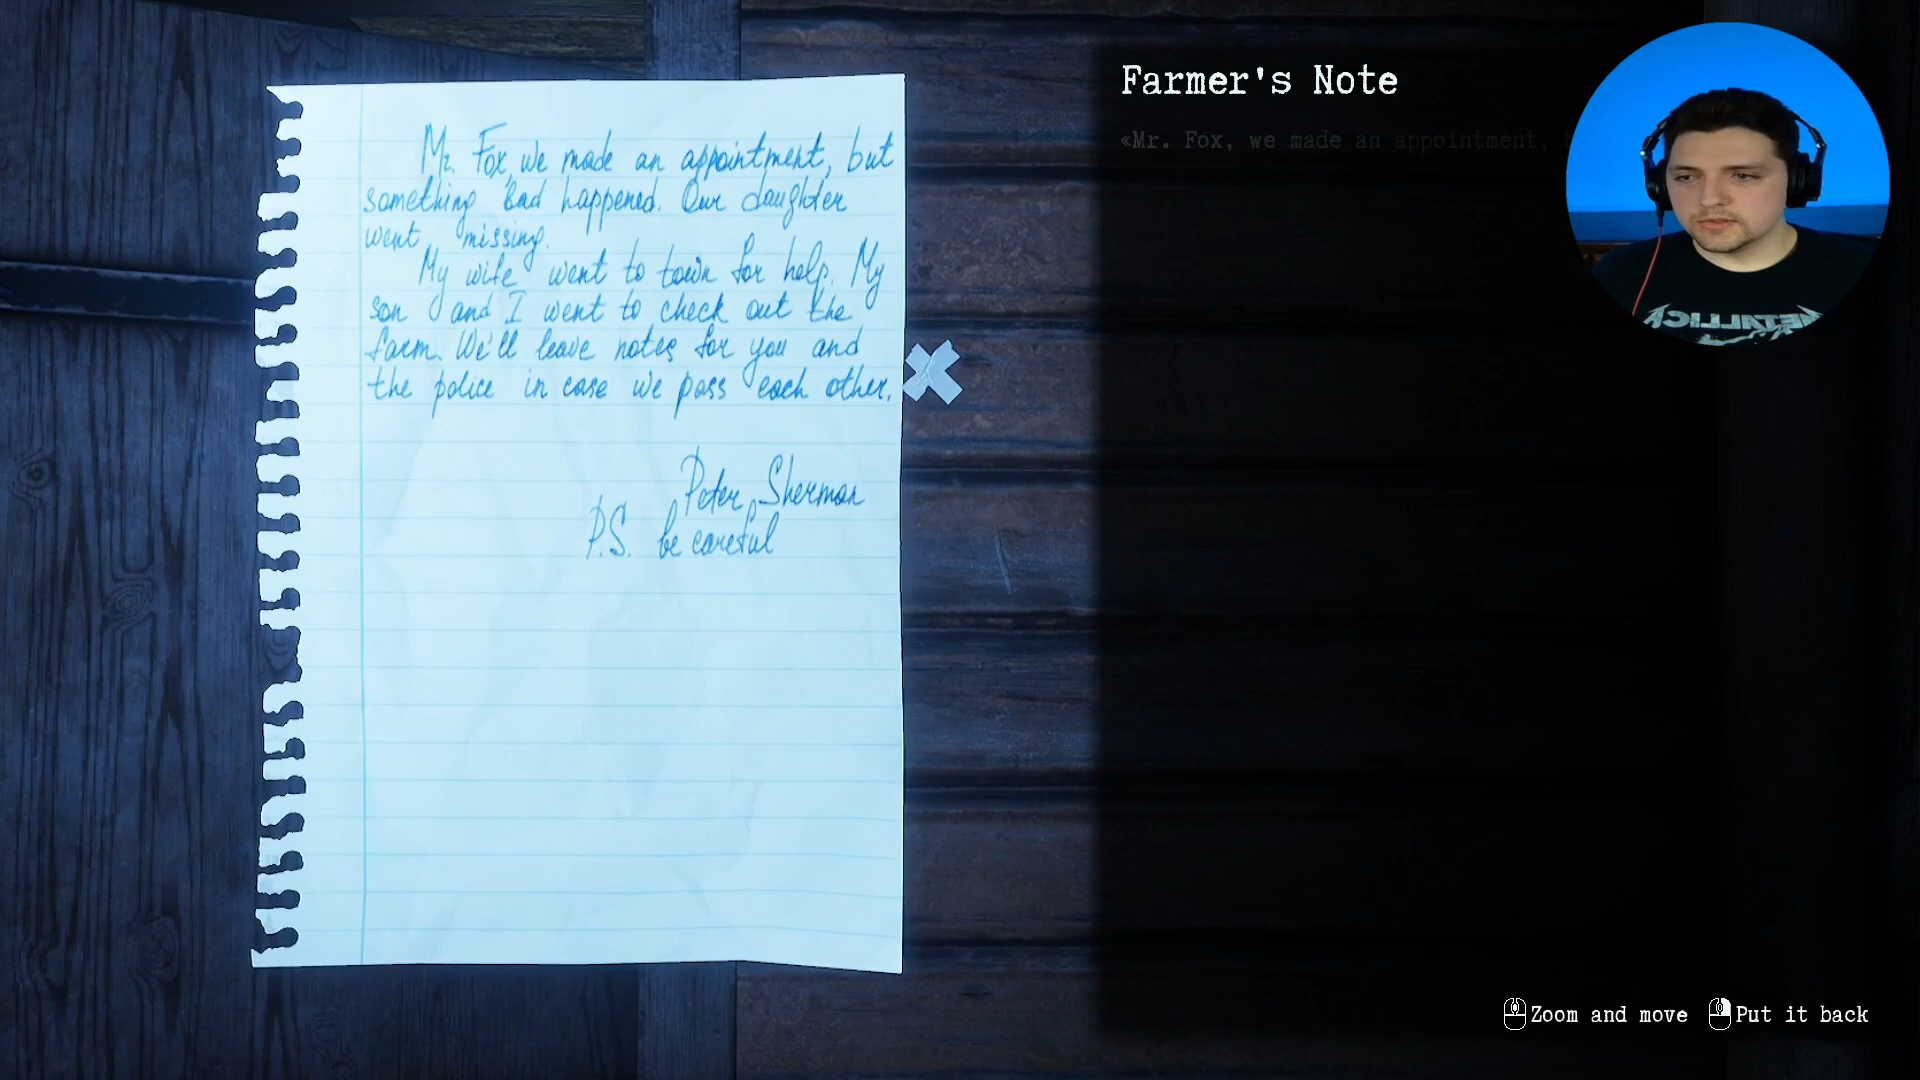 Mr. Fox, we made an appointment, but
something bad happened. Our daughter
went missing.
My wife went to town for help. My
son and I went to check out the
farm. We'll leave notes for you and
the police in case we pass each other.
Peter Sherman
P.S. be careful
Farmer's Note
«Mr. Fox, we made an appointment,
METALLICA
Zoom and move
Put it back